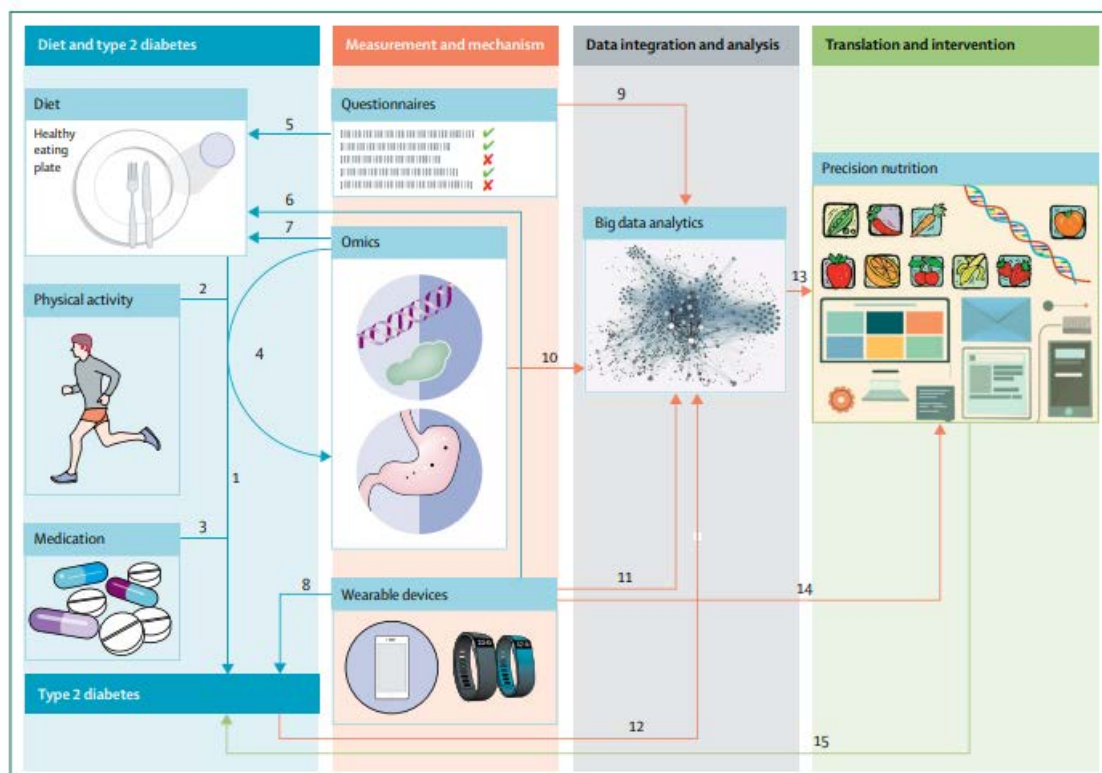 Diet and type 2 diabetes
Measurement and mechanism
Data integration and analysis
Translation and intervention
Diet
Healthy
eating
plate
5
Questionnaires
9
6
7
Omics
Big data analytics
Precision nutrition
13
Physical activity
2
4
10
1
Medication
3
8
Wearable devices
11
14
Type 2 diabetes
12
15